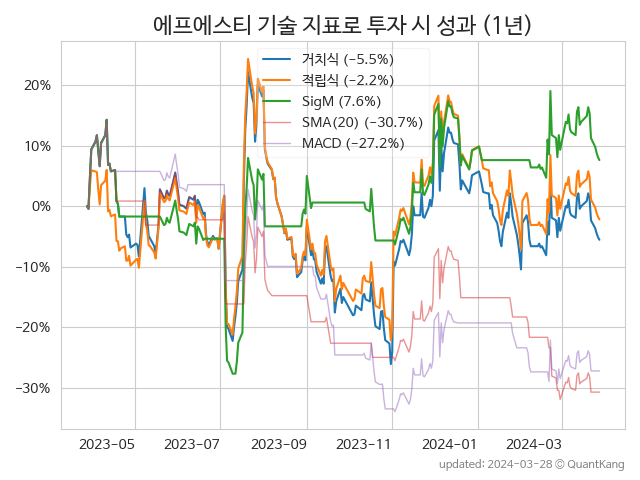 에프에스티 기술 지표로 투자 시 성과 (1년)
거치식 (−5.5%)
적립식 (−2.2%)
SigM (7.6%)
SMA(20) (−30.7%)
MACD (−27.2%)
20%
10%
0%
−10%
−20%
−30%
2023-05 2023-07 2023-09 2023-11 2024-01 2024-03
updated: 2024-03-28 © QuantKang